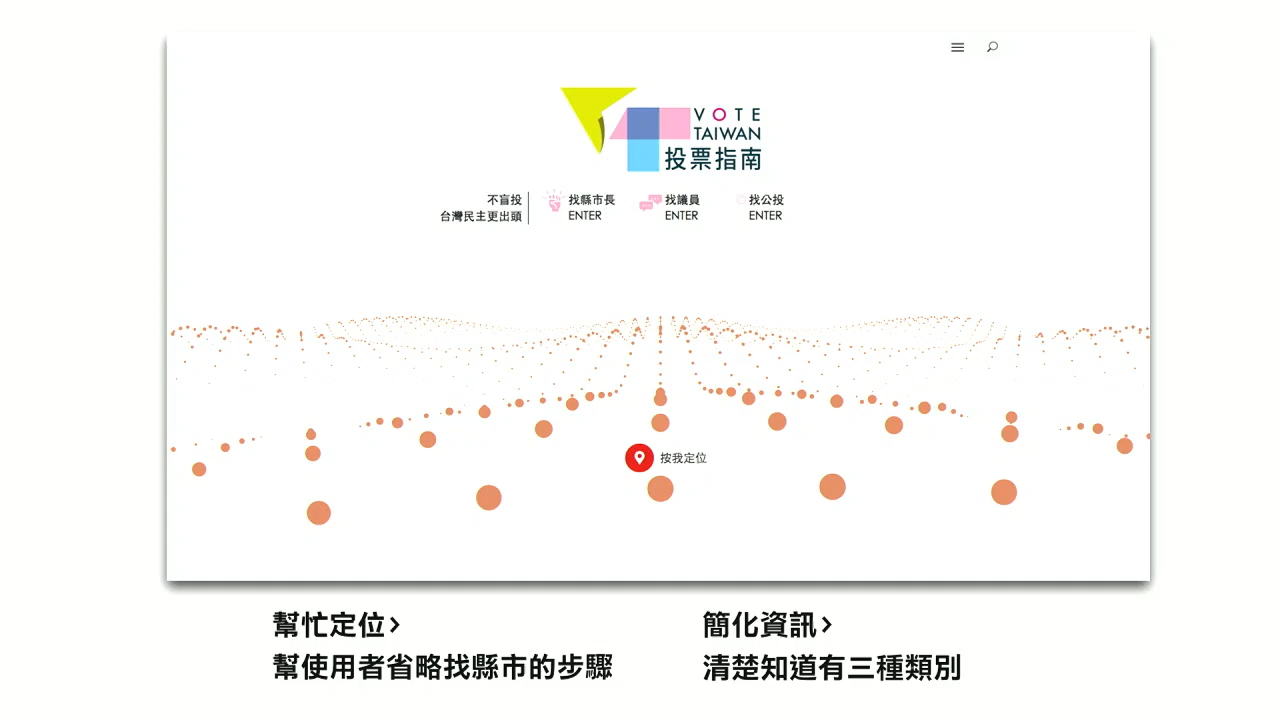 VOTE
TAIWAN
投票指南
不盲投
台灣民主更出頭
找縣市長
ENTER
找議員
ENTER
找公投
ENTER
按我定位
幫忙定位>
幫使用者省略找縣市的步驟
簡化資訊>
清楚知道有三種類別